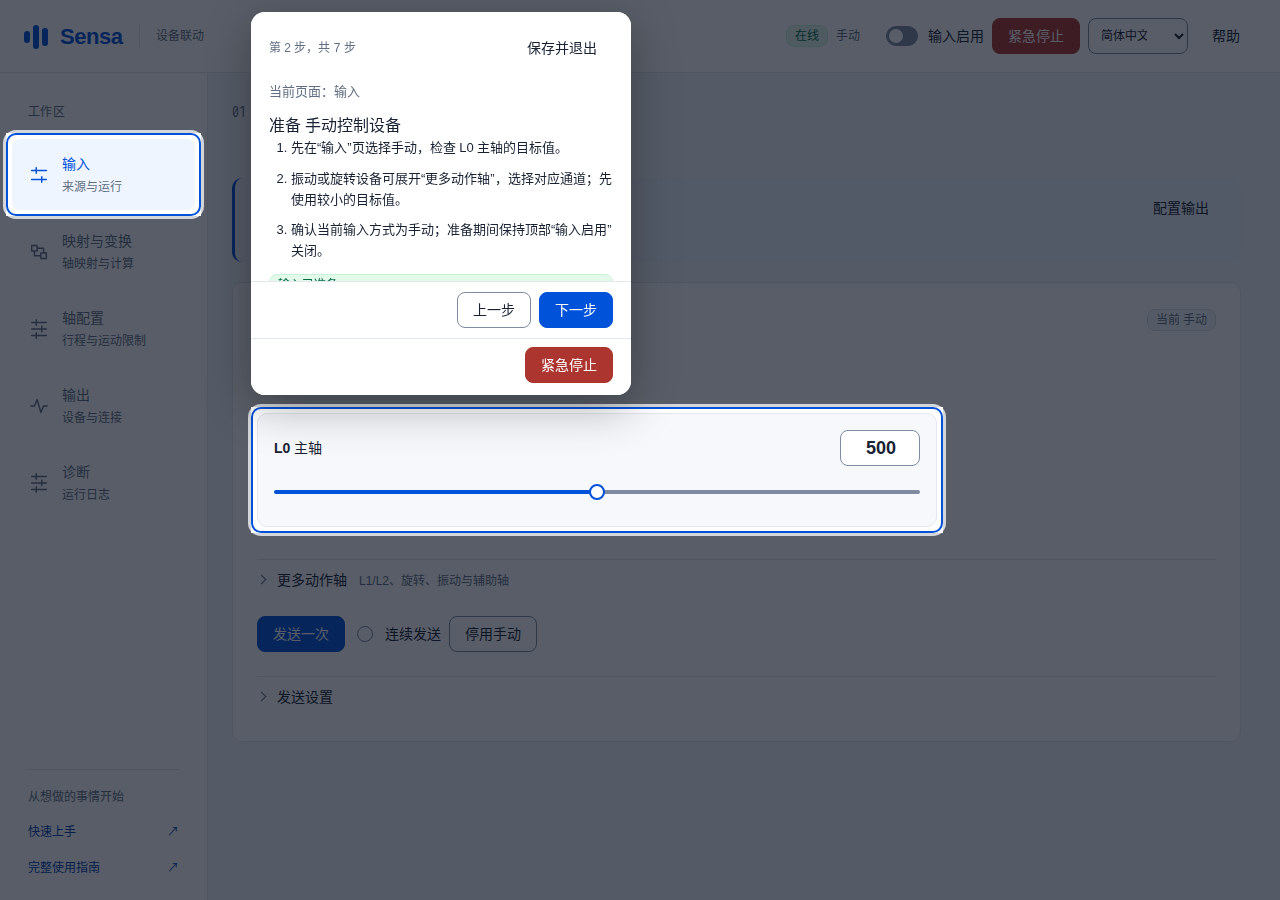 Sensa
设备联动
在线
手动
输入启用
紧急停止
简体中文
帮助
第 2 步，共 7 步
保存并退出
当前页面：输入
准备 手动控制设备
1. 先在“输入”页选择手动，检查 L0 主轴的目标值。
2. 振动或旋转设备可展开“更多动作轴”，选择对应通道；先
使用较小的目标值。
3. 确认当前输入方式为手动；准备期间保持顶部“输入启用”
关闭。
上一步
下一步
紧急停止
工作区
输入
来源与运行
映射与变换
轴映射与计算
轴配置
行程与运动限制
输出
设备与连接
诊断
运行日志
从想做的事情开始
快速上手 ↗
完整使用指南 ↗
01
配置输出
当前 手动
L0 主轴
500
更多动作轴
L1/L2、旋转、振动与辅助轴
发送一次
连续发送
停用手动
发送设置